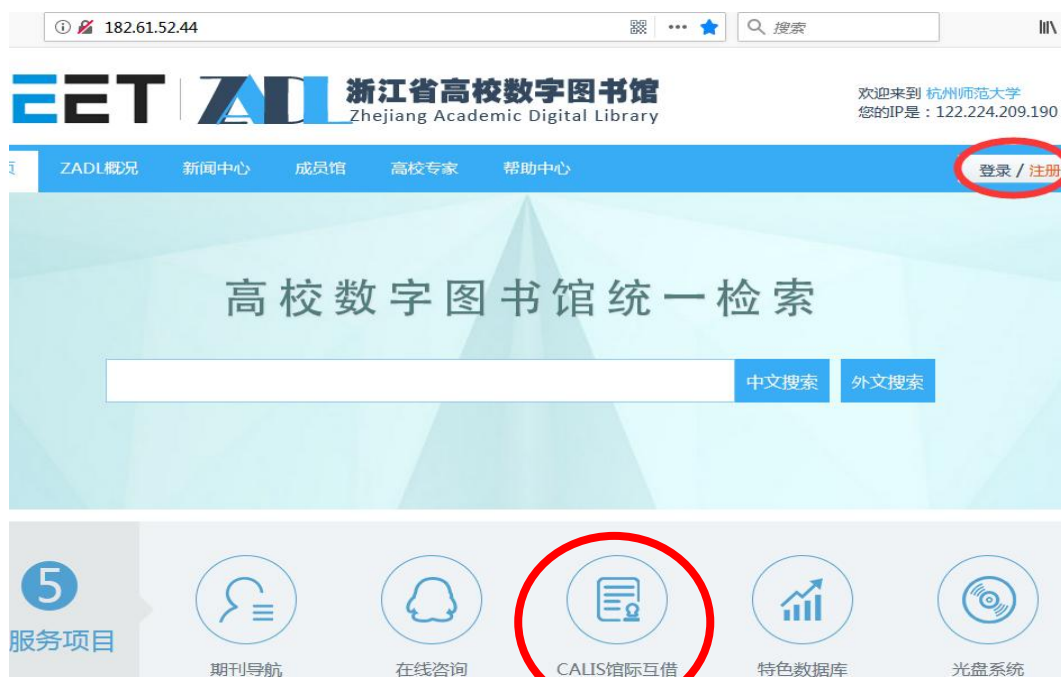 182.61.52.44
搜索
EET
ZADL
浙江省高校数字图书馆
Zhejiang Academic Digital Library
欢迎来到 杭州师范大学
您的IP是：122.224.209.190
ZADL概况 新闻中心 成员馆 高校专家 帮助中心
登录 / 注册
高校数字图书馆统一检索
中文搜索 外文搜索
5
服务项目
期刊导航 在线咨询 CALIS馆际互借 特色数据库 光盘系统